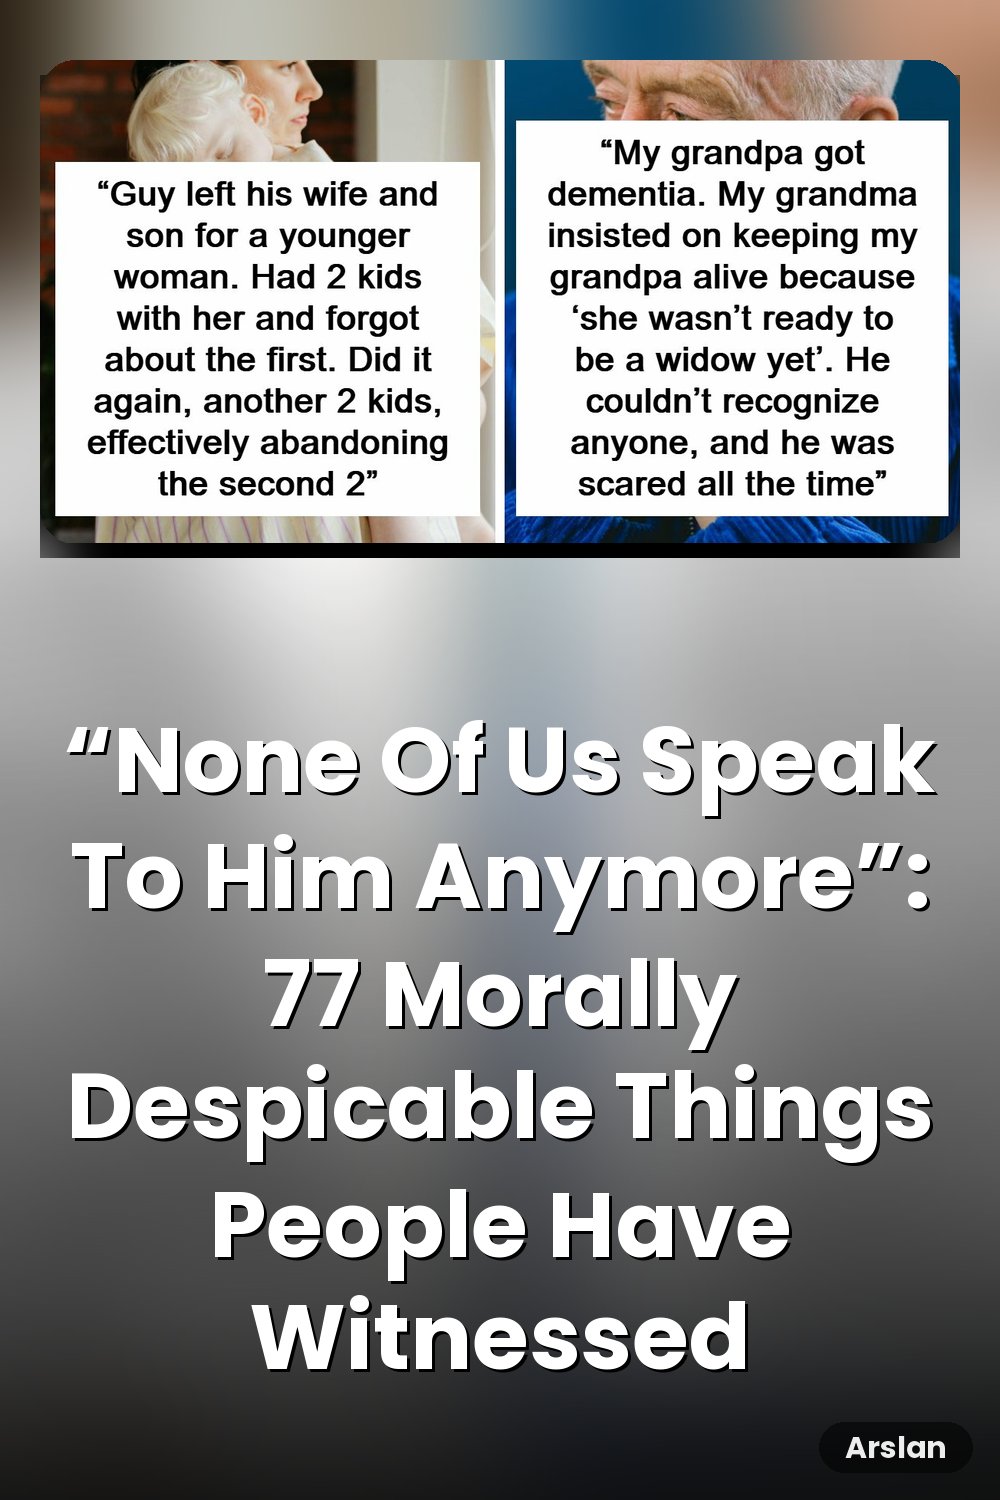 “Guy left his wife and
son for a younger
woman. Had 2 kids
with her and forgot
about the first. Did it
again, another 2 kids,
effectively abandoning
the second 2”
“My grandpa got
dementia. My grandma
insisted on keeping my
grandpa alive because
‘she wasn’t ready to
be a widow yet’. He
couldn’t recognize
anyone, and he was
scared all the time”
“None Of Us Speak
To Him Anymore”:
77 Morally
Despicable Things
People Have
Witnessed
Arslan